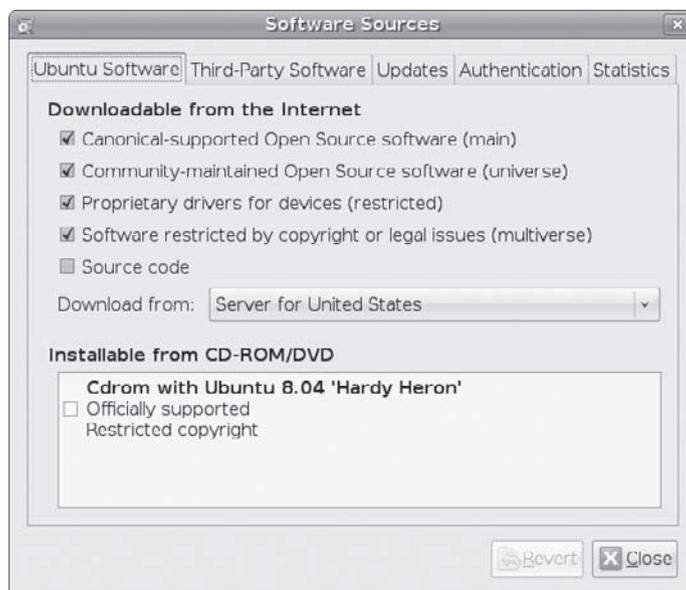 Software Sources
Ubuntu Software Third-Party Software Updates Authentication Statistics
Downloadable from the Internet
Canonical-supported Open Source software (main)
Community-maintained Open Source software (universe)
Proprietary drivers for devices (restricted)
Software restricted by copyright or legal issues (multiverse)
Source code
Download from: Server for United States
Installable from CD-ROM/DVD
Cdrom with Ubuntu 8.04 'Hardy Heron'
Officially supported
Restricted copyright
Revert Close